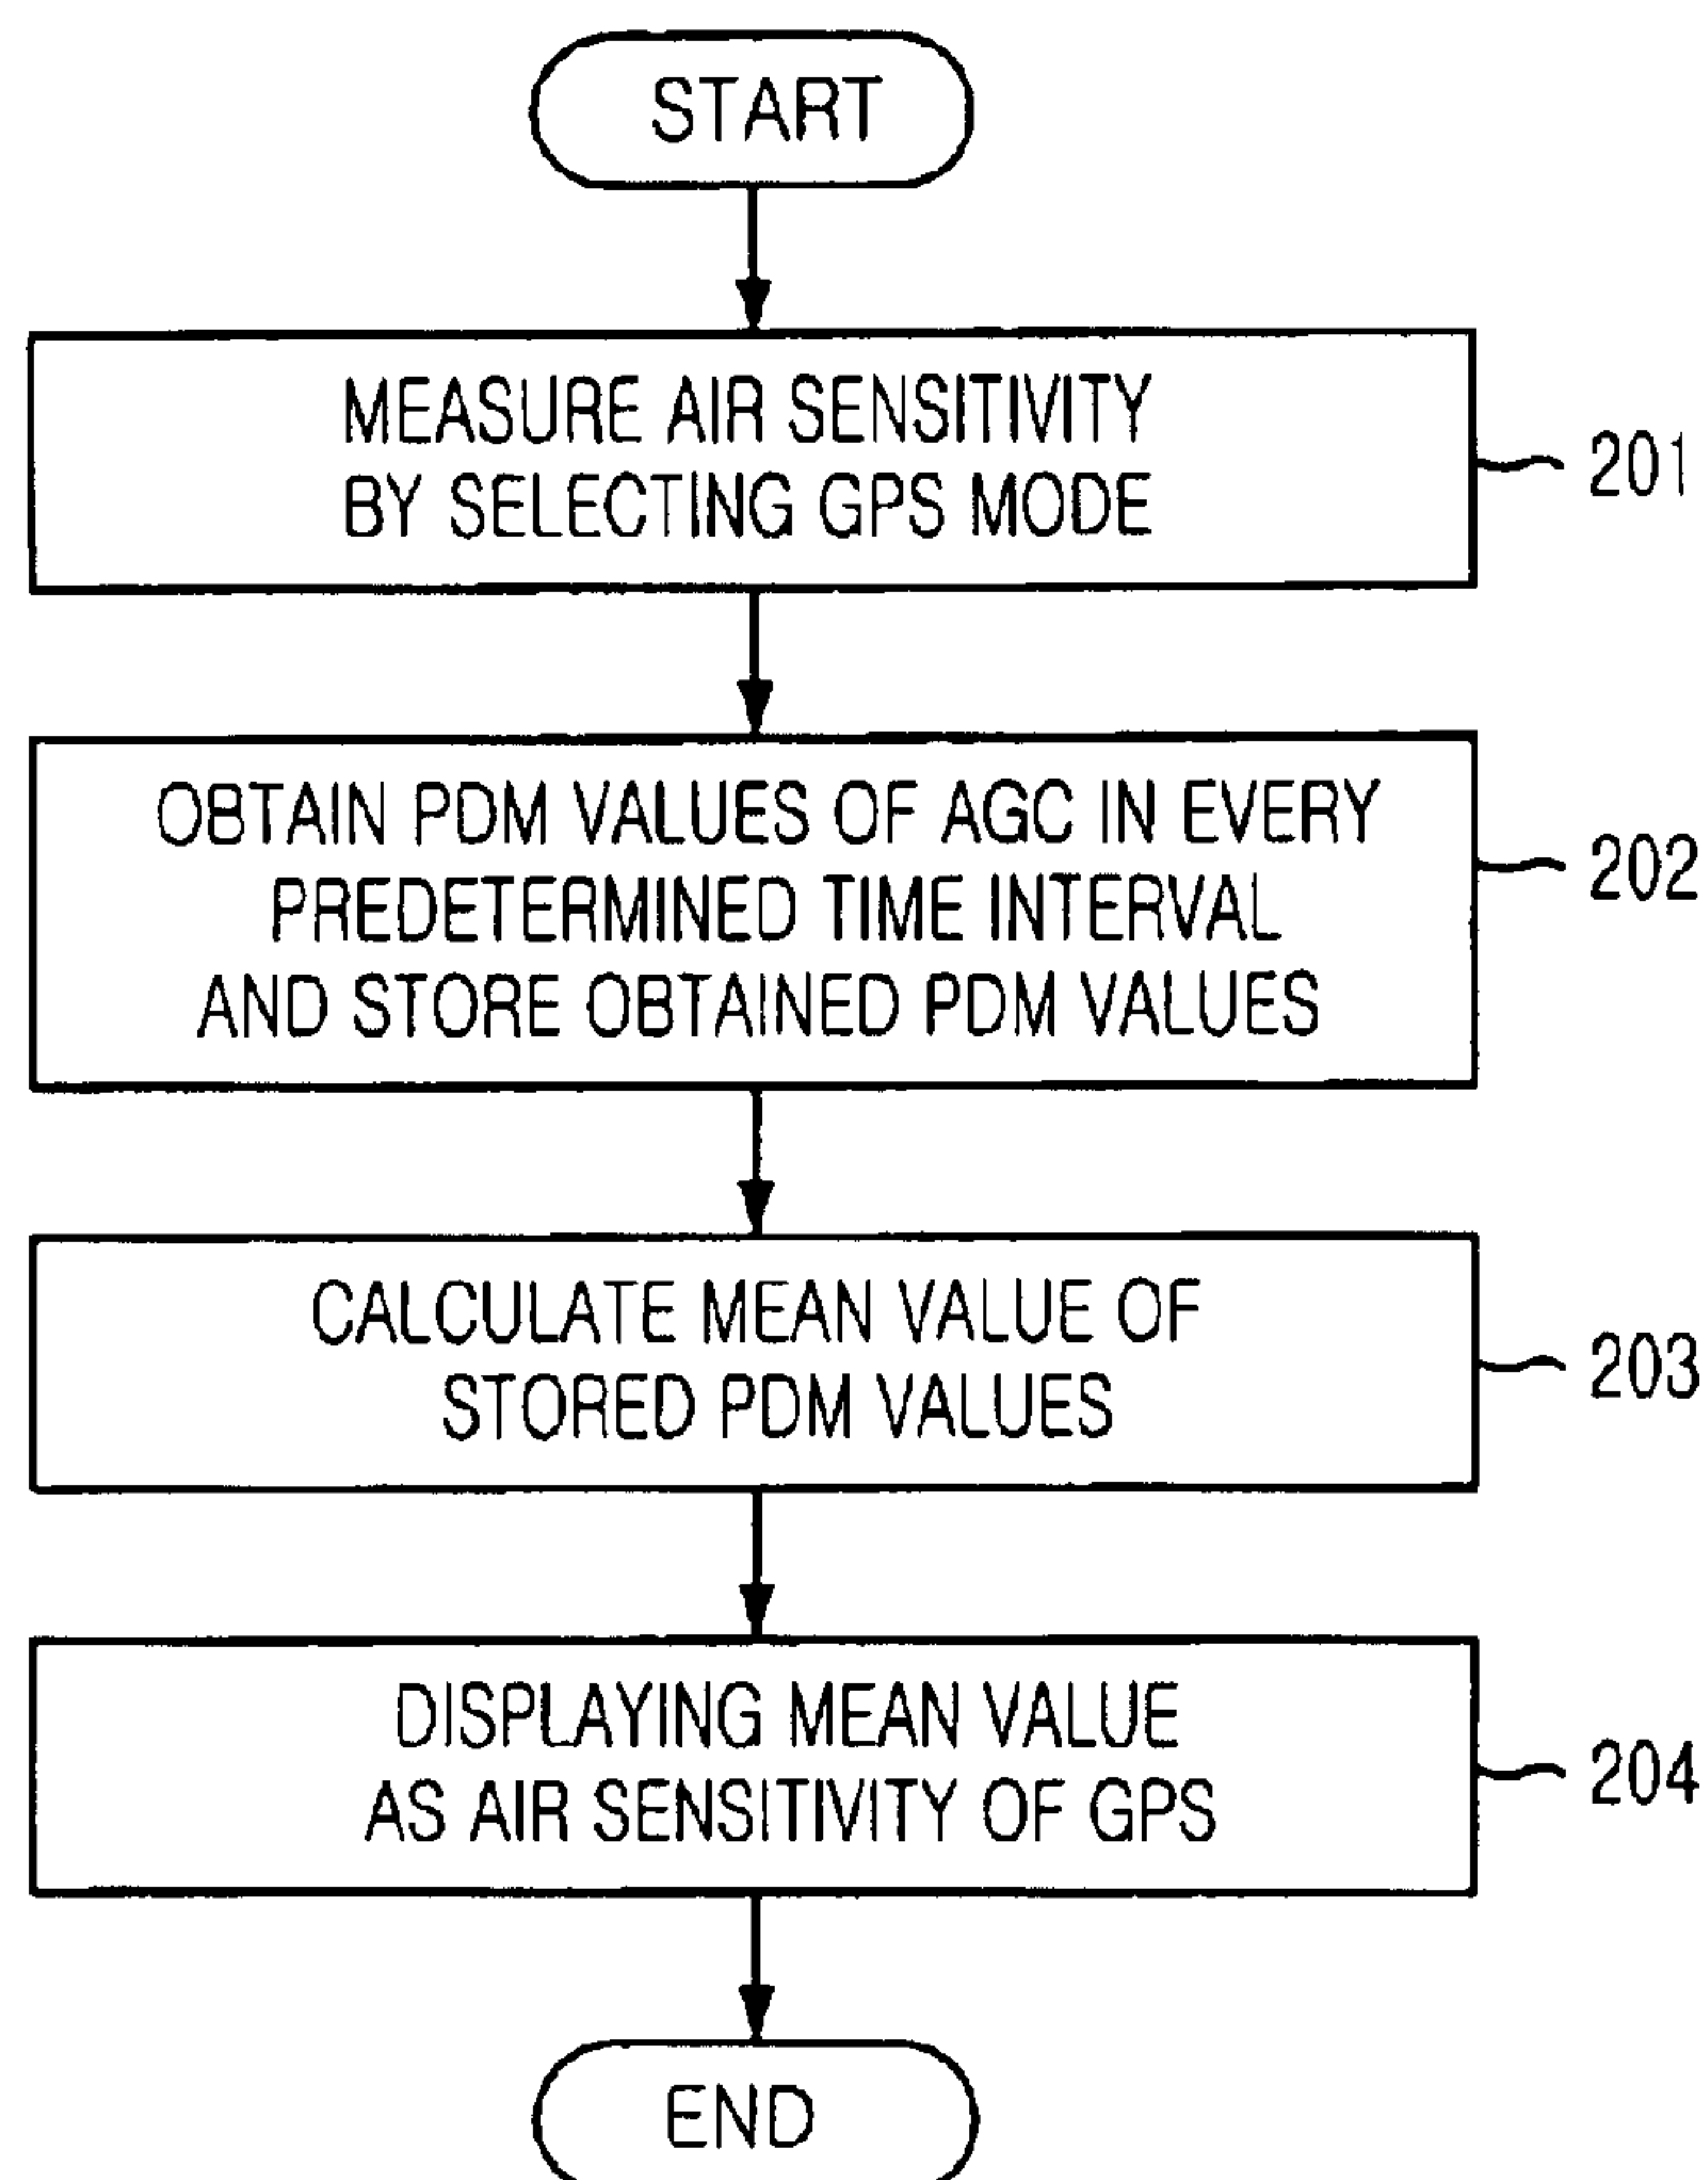 START
MEASURE AIR SENSITIVITY
BY SELECTING GPS MODE
201
OBTAIN PDM VALUES OF AGC IN EVERY
PREDETERMINED TIME INTERVAL
AND STORE OBTAINED PDM VALUES
202
CALCULATE MEAN VALUE OF
STORED PDM VALUES
203
DISPLAYING MEAN VALUE
AS AIR SENSITIVITY OF GPS
204
END